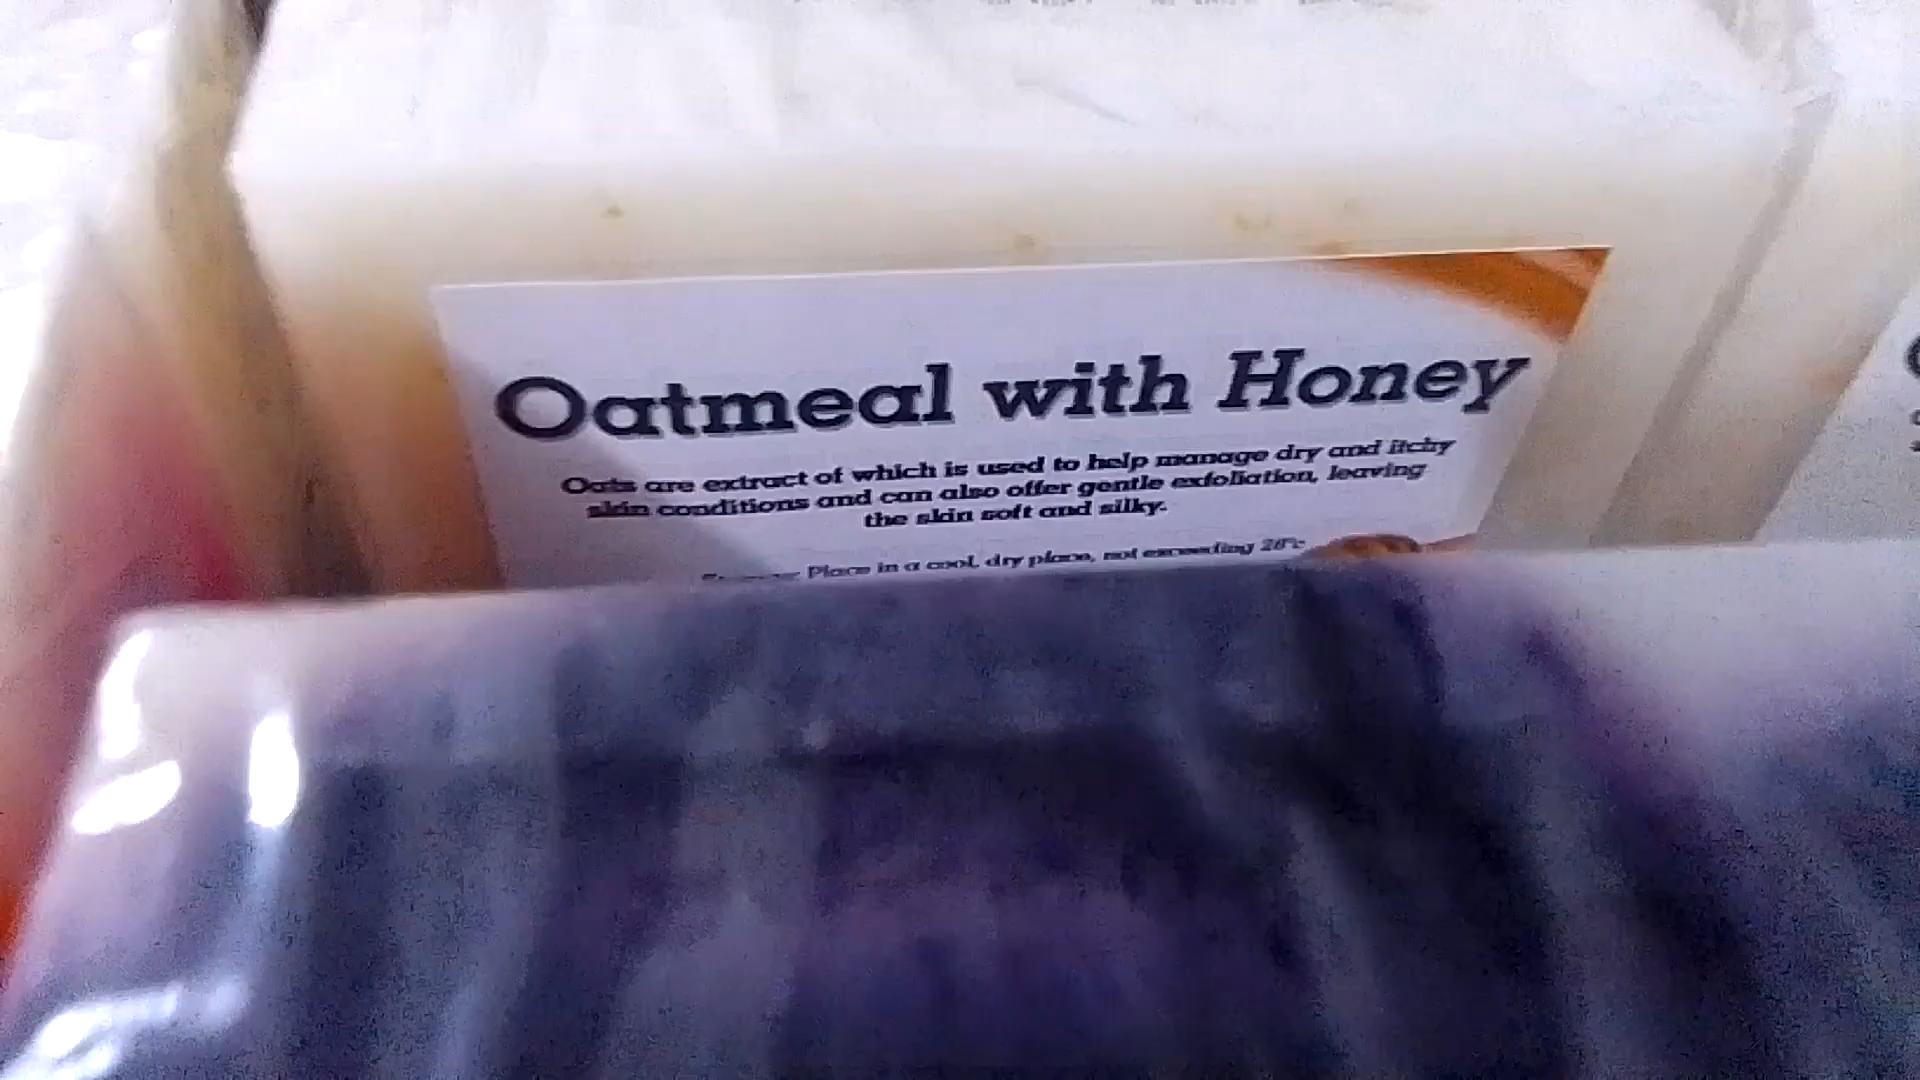 Oatmeal with Honey
Oats are extract of which is used to help manage dry and itchy
skin conditions and can also offer gentle exfoliation, leaving
the skin soft and silky.
Place in a cool, dry place, not exceeding 28°c